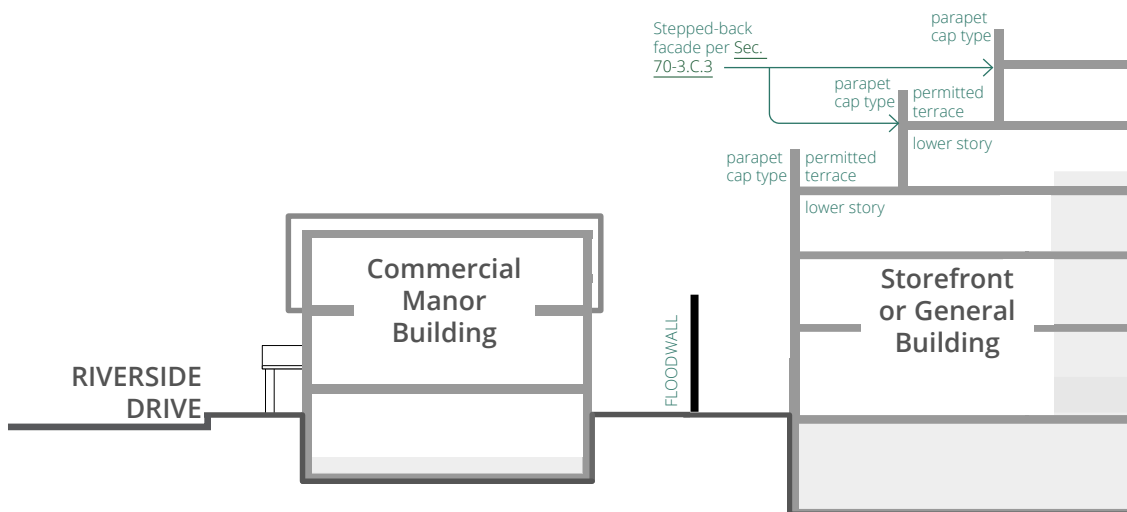 Stepped-back
facade per Sec.
70-3.C.3
parapet
cap type
parapet
cap type
permitted
terrace
lower story
parapet
cap type
permitted
terrace
lower story
Commercial
Manor
Building
Storefront
or General
Building
FLOODWALL
RIVERSIDE
DRIVE